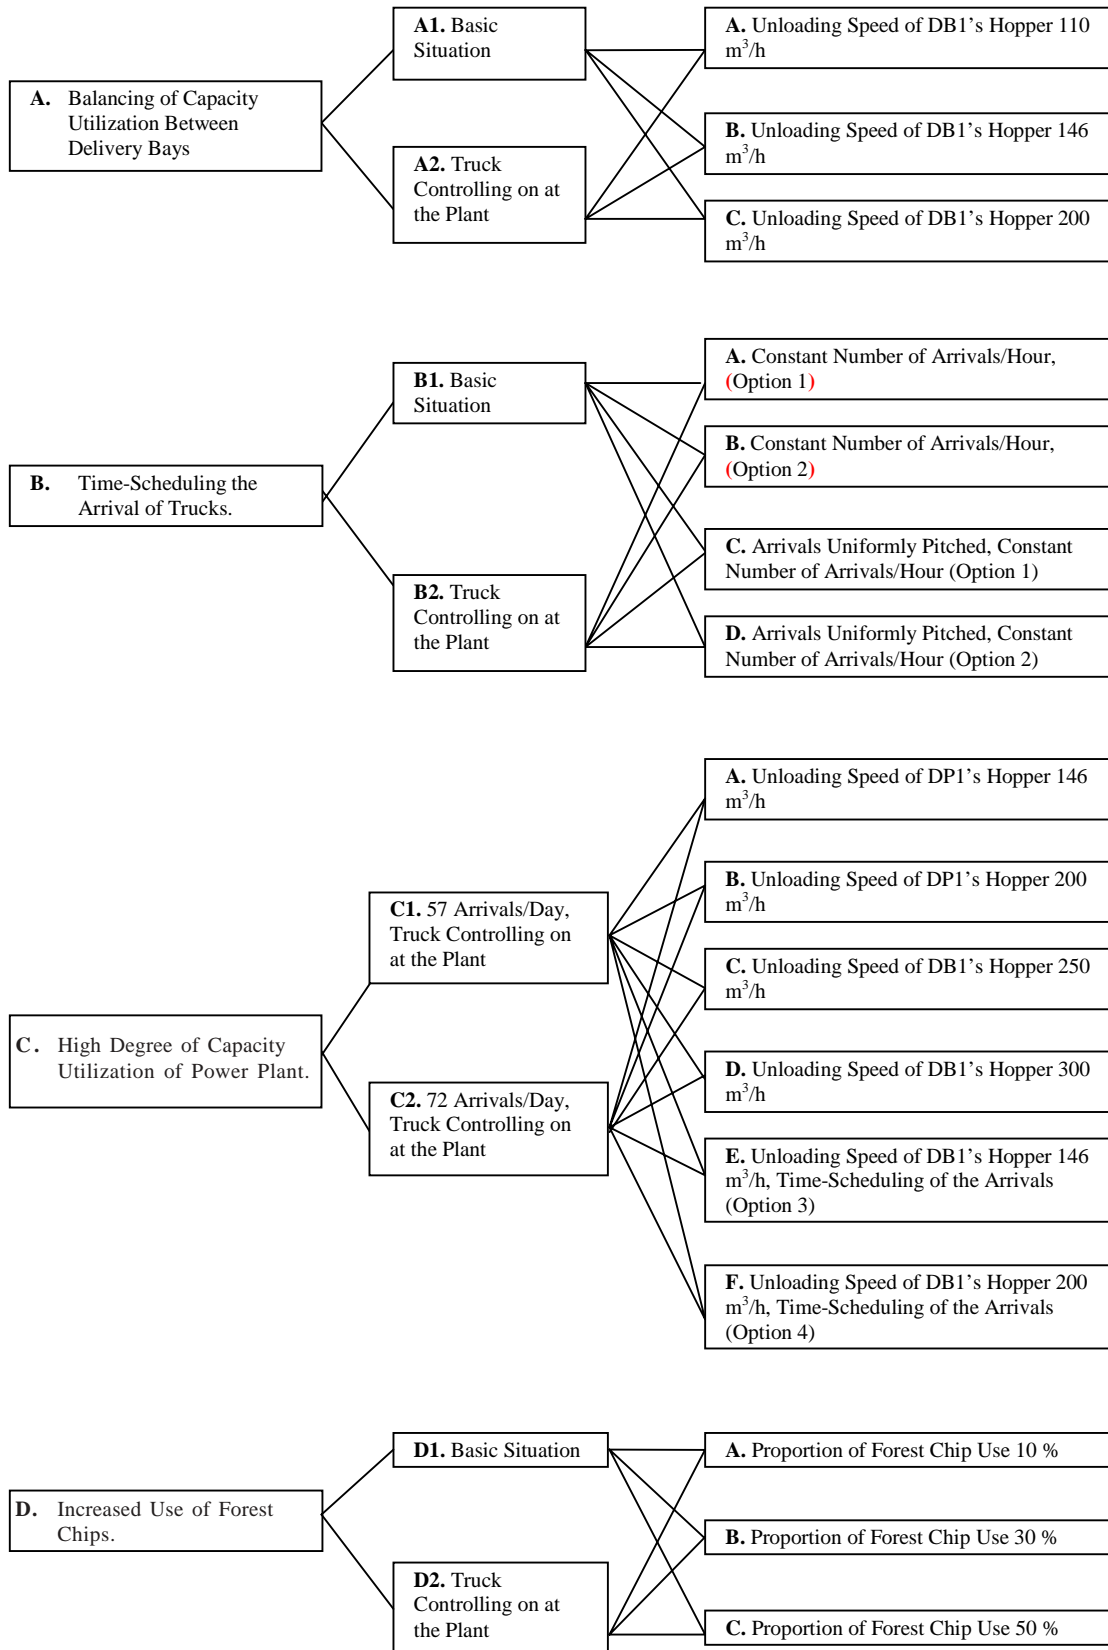 A. Balancing of Capacity
Utilization Between
Delivery Bays
A1. Basic
Situation
A2. Truck
Controlling on at
the Plant
A. Unloading Speed of DB1's Hopper 110
m³/h
B. Unloading Speed of DB1's Hopper 146
m³/h
C. Unloading Speed of DB1's Hopper 200
m³/h
B. Time-Scheduling the
Arrival of Trucks.
B1. Basic
Situation
B2. Truck
Controlling on at
the Plant
A. Constant Number of Arrivals/Hour,
(Option 1)
B. Constant Number of Arrivals/Hour,
(Option 2)
C. Arrivals Uniformly Pitched, Constant
Number of Arrivals/Hour (Option 1)
D. Arrivals Uniformly Pitched, Constant
Number of Arrivals/Hour (Option 2)
C. High Degree of Capacity
Utilization of Power Plant.
C1. 57 Arrivals/Day,
Truck Controlling on
at the Plant
C2. 72 Arrivals/Day,
Truck Controlling on
at the Plant
A. Unloading Speed of DP1's Hopper 146
m³/h
B. Unloading Speed of DP1's Hopper 200
m³/h
C. Unloading Speed of DB1's Hopper 250
m³/h
D. Unloading Speed of DB1's Hopper 300
m³/h
E. Unloading Speed of DB1's Hopper 146
m³/h, Time-Scheduling of the Arrivals
(Option 3)
F. Unloading Speed of DB1's Hopper 200
m³/h, Time-Scheduling of the Arrivals
(Option 4)
D. Increased Use of Forest
Chips.
D1. Basic Situation
D2. Truck
Controlling on at
the Plant
A. Proportion of Forest Chip Use 10 %
B. Proportion of Forest Chip Use 30 %
C. Proportion of Forest Chip Use 50 %